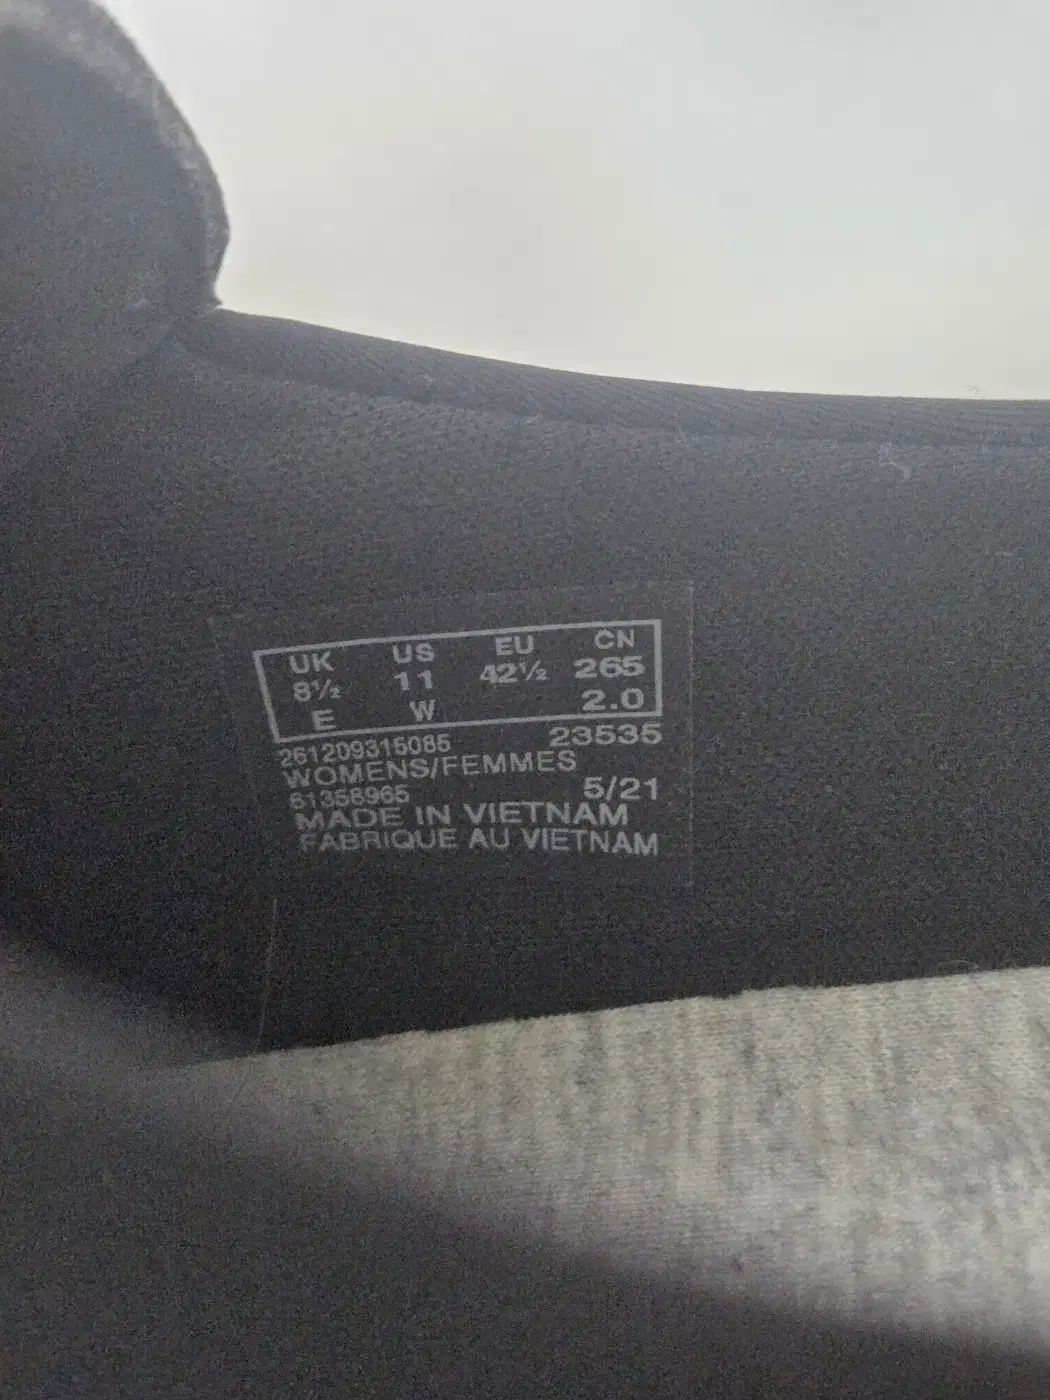 UK US EU CN
8½ 11 42½ 265
E W 2.0
261209315085 23535
WOMENS/FEMMES
61356965 5/21
MADE IN VIETNAM
FABRIQUE AU VIETNAM